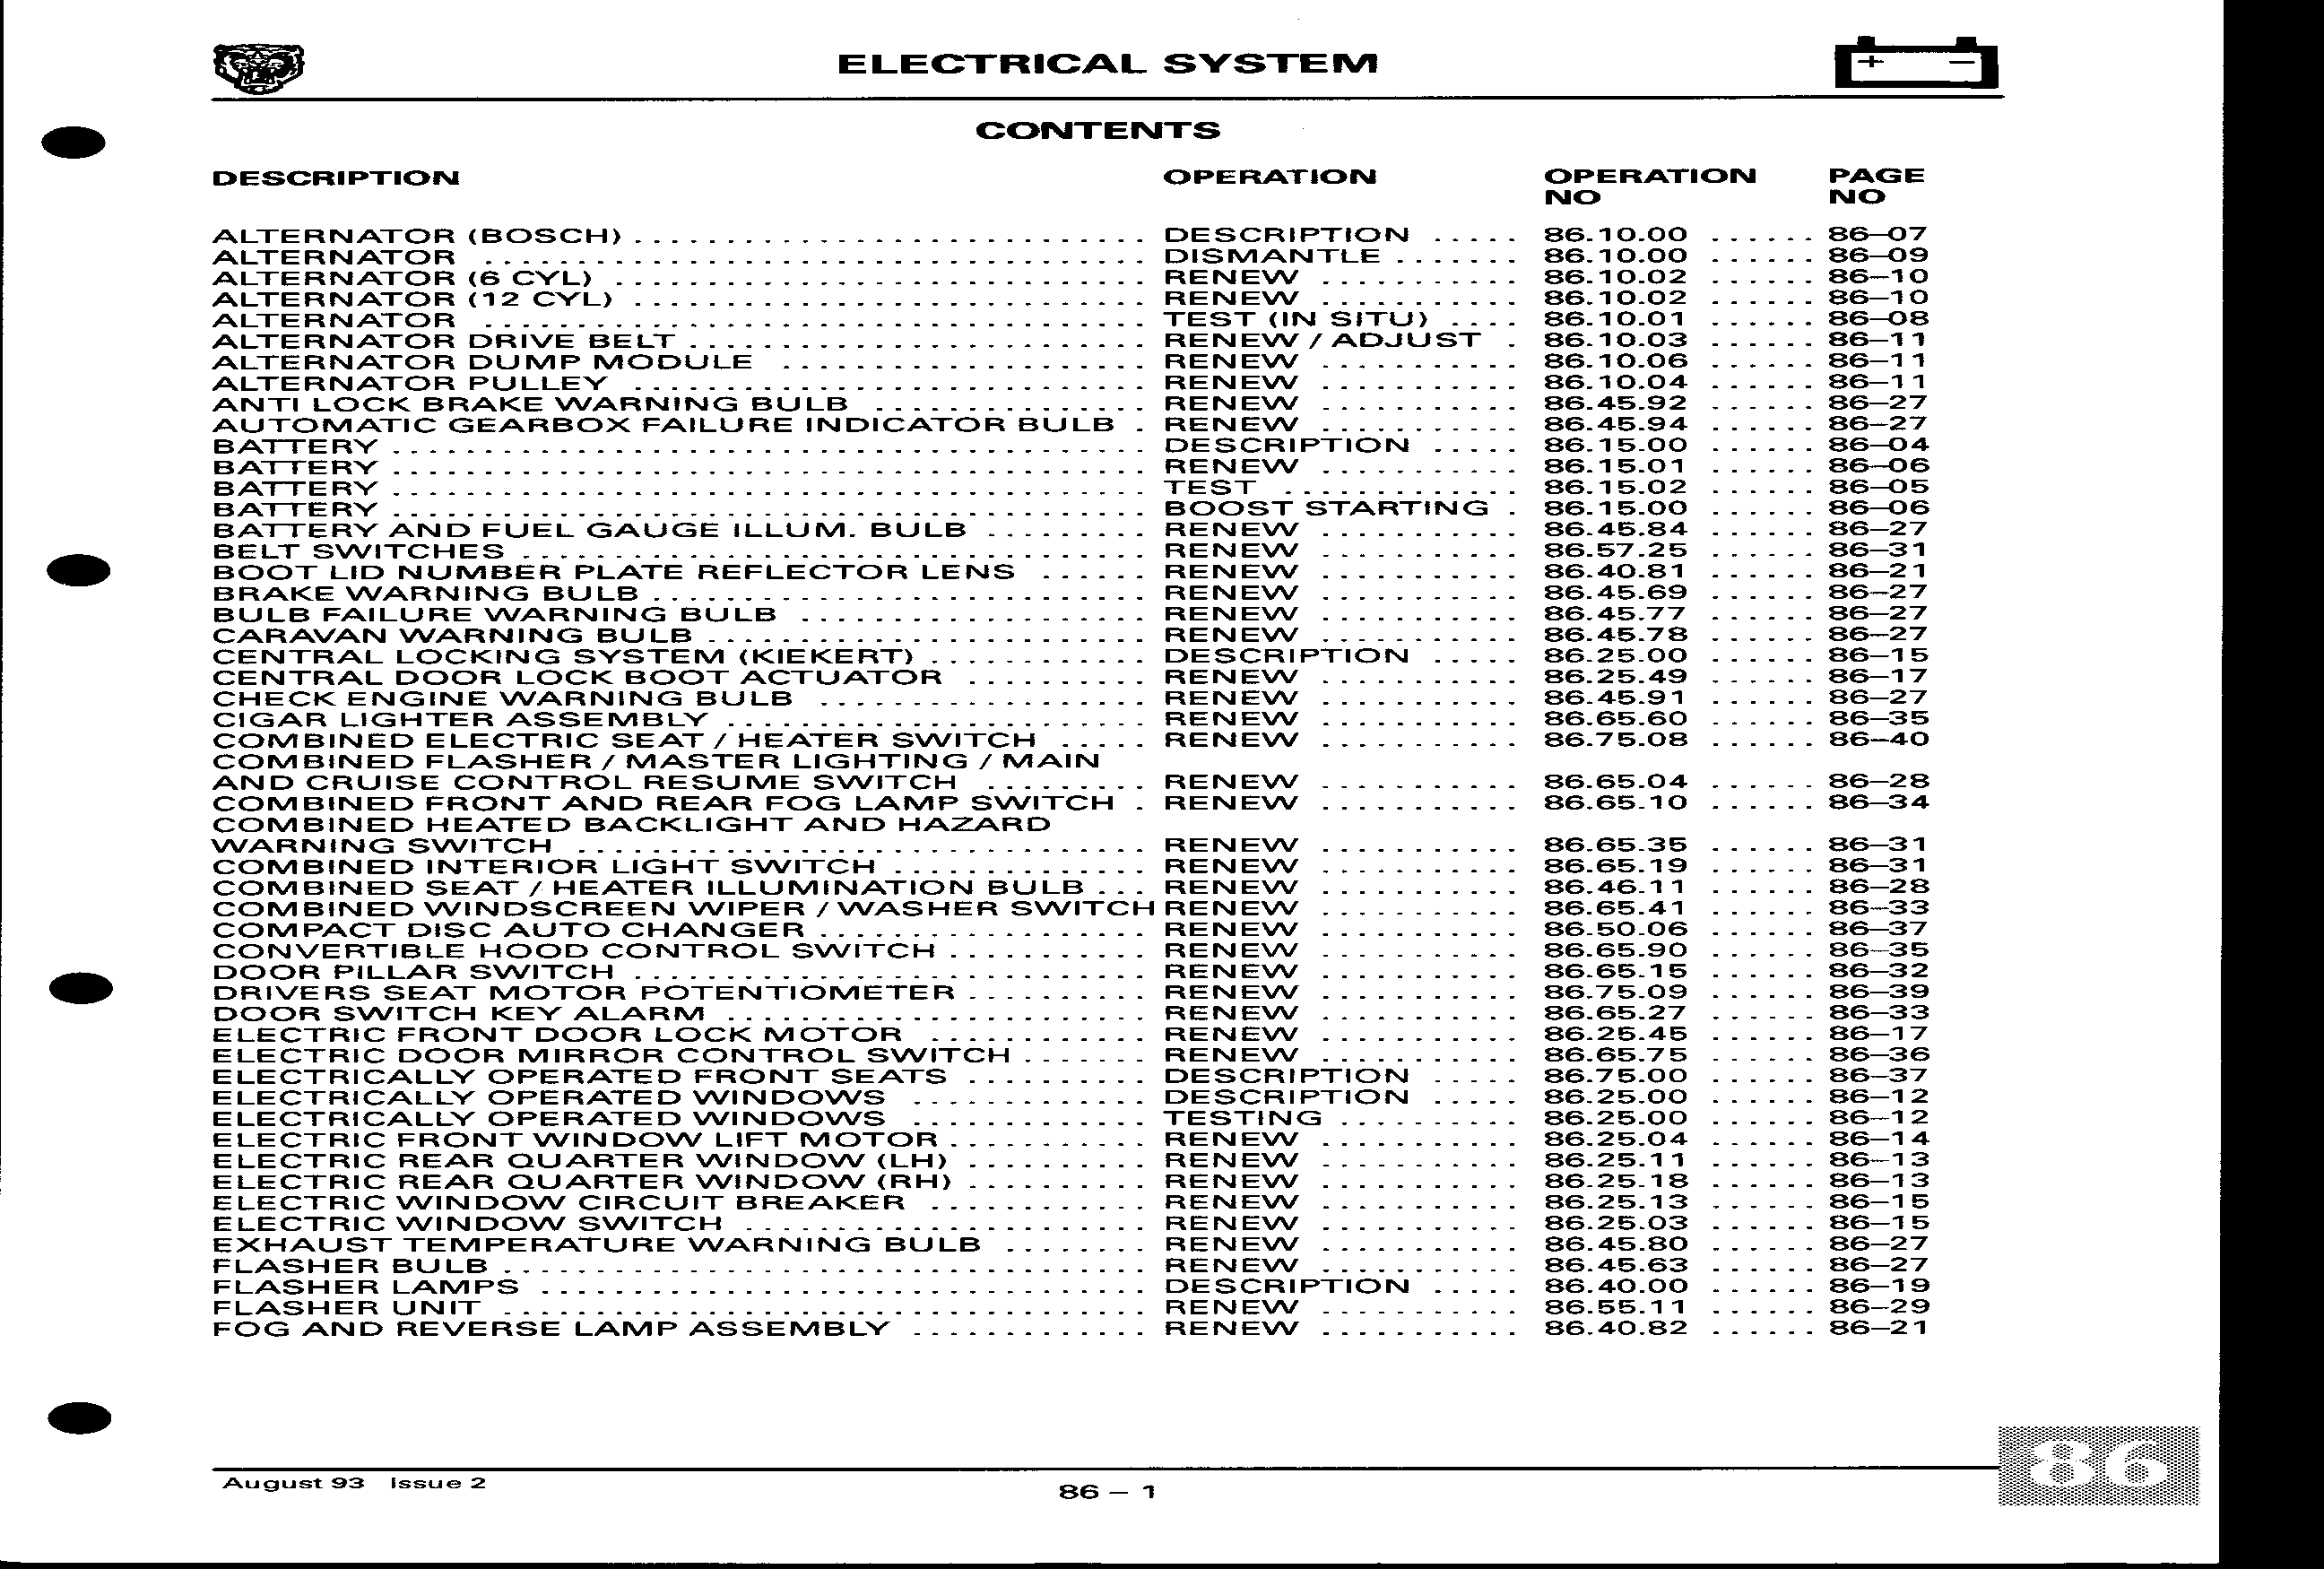 ELECTRICAL SYSTEM
+ −
CONTENTS
DESCRIPTION OPERATION OPERATION NO PAGE NO
ALTERNATOR (BOSCH) ............................ DESCRIPTION ..... 86.10.00 ...... 86–07
ALTERNATOR .................................... DISMANTLE ....... 86.10.00 ...... 86–09
ALTERNATOR (6 CYL) ............................. RENEW ........... 86.10.02 ...... 86–10
ALTERNATOR (12 CYL) ............................ RENEW ........... 86.10.02 ...... 86–10
ALTERNATOR .................................... TEST (IN SITU) .... 86.10.01 ...... 86–08
ALTERNATOR DRIVE BELT ......................... RENEW / ADJUST . 86.10.03 ...... 86–11
ALTERNATOR DUMP MODULE .................... RENEW ........... 86.10.06 ...... 86–11
ALTERNATOR PULLEY ............................ RENEW ........... 86.10.04 ...... 86–11
ANTI LOCK BRAKE WARNING BULB ............... RENEW ........... 86.45.92 ...... 86–27
AUTOMATIC GEARBOX FAILURE INDICATOR BULB . RENEW ........... 86.45.94 ...... 86–27
BATTERY ......................................... DESCRIPTION ..... 86.15.00 ...... 86–04
BATTERY ......................................... RENEW ........... 86.15.01 ...... 86–06
BATTERY ......................................... TEST ............. 86.15.02 ...... 86–05
BATTERY ......................................... BOOST STARTING . 86.15.00 ...... 86–06
BATTERY AND FUEL GAUGE ILLUM. BULB ......... RENEW ........... 86.45.84 ...... 86–27
BELT SWITCHES .................................. RENEW ........... 86.57.25 ...... 86–31
BOOT LID NUMBER PLATE REFLECTOR LENS ...... RENEW ........... 86.40.81 ...... 86–21
BRAKE WARNING BULB ........................... RENEW ........... 86.45.69 ...... 86–27
BULB FAILURE WARNING BULB ................... RENEW ........... 86.45.77 ...... 86–27
CARAVAN WARNING BULB ........................ RENEW ........... 86.45.78 ...... 86–27
CENTRAL LOCKING SYSTEM (KIEKERT) ............ DESCRIPTION ..... 86.25.00 ...... 86–15
CENTRAL DOOR LOCK BOOT ACTUATOR .......... RENEW ........... 86.25.49 ...... 86–17
CHECK ENGINE WARNING BULB .................. RENEW ........... 86.45.91 ...... 86–27
CIGAR LIGHTER ASSEMBLY ....................... RENEW ........... 86.65.60 ...... 86–35
COMBINED ELECTRIC SEAT / HEATER SWITCH ..... RENEW ........... 86.75.08 ...... 86–40
COMBINED FLASHER / MASTER LIGHTING / MAIN
AND CRUISE CONTROL RESUME SWITCH ......... RENEW ........... 86.65.04 ...... 86–28
COMBINED FRONT AND REAR FOG LAMP SWITCH . RENEW ........... 86.65.10 ...... 86–34
COMBINED HEATED BACKLIGHT AND HAZARD
WARNING SWITCH ............................... RENEW ........... 86.65.35 ...... 86–31
COMBINED INTERIOR LIGHT SWITCH .............. RENEW ........... 86.65.19 ...... 86–31
COMBINED SEAT / HEATER ILLUMINATION BULB ... RENEW ........... 86.46.11 ...... 86–28
COMBINED WINDSCREEN WIPER / WASHER SWITCH RENEW ........... 86.65.41 ...... 86–33
COMPACT DISC AUTO CHANGER .................. RENEW ........... 86.50.06 ...... 86–37
CONVERTIBLE HOOD CONTROL SWITCH ........... RENEW ........... 86.65.90 ...... 86–35
DOOR PILLAR SWITCH ............................ RENEW ........... 86.65.15 ...... 86–32
DRIVERS SEAT MOTOR POTENTIOMETER .......... RENEW ........... 86.75.09 ...... 86–39
DOOR SWITCH KEY ALARM ....................... RENEW ........... 86.65.27 ...... 86–33
ELECTRIC FRONT DOOR LOCK MOTOR ............ RENEW ........... 86.25.45 ...... 86–17
ELECTRIC DOOR MIRROR CONTROL SWITCH ....... RENEW ........... 86.65.75 ...... 86–36
ELECTRICALLY OPERATED FRONT SEATS .......... DESCRIPTION ..... 86.75.00 ...... 86–37
ELECTRICALLY OPERATED WINDOWS ............. DESCRIPTION ..... 86.25.00 ...... 86–12
ELECTRICALLY OPERATED WINDOWS ............. TESTING .......... 86.25.00 ...... 86–12
ELECTRIC FRONT WINDOW LIFT MOTOR ........... RENEW ........... 86.25.04 ...... 86–14
ELECTRIC REAR QUARTER WINDOW (LH) .......... RENEW ........... 86.25.11 ...... 86–13
ELECTRIC REAR QUARTER WINDOW (RH) .......... RENEW ........... 86.25.18 ...... 86–13
ELECTRIC WINDOW CIRCUIT BREAKER ............ RENEW ........... 86.25.13 ...... 86–15
ELECTRIC WINDOW SWITCH ...................... RENEW ........... 86.25.03 ...... 86–15
EXHAUST TEMPERATURE WARNING BULB ........ RENEW ........... 86.45.80 ...... 86–27
FLASHER BULB ................................... RENEW ........... 86.45.63 ...... 86–27
FLASHER LAMPS ................................. DESCRIPTION ..... 86.40.00 ...... 86–19
FLASHER UNIT ................................... RENEW ........... 86.55.11 ...... 86–29
FOG AND REVERSE LAMP ASSEMBLY ............. RENEW ........... 86.40.82 ...... 86–21
August 93 Issue 2
86 – 1
86